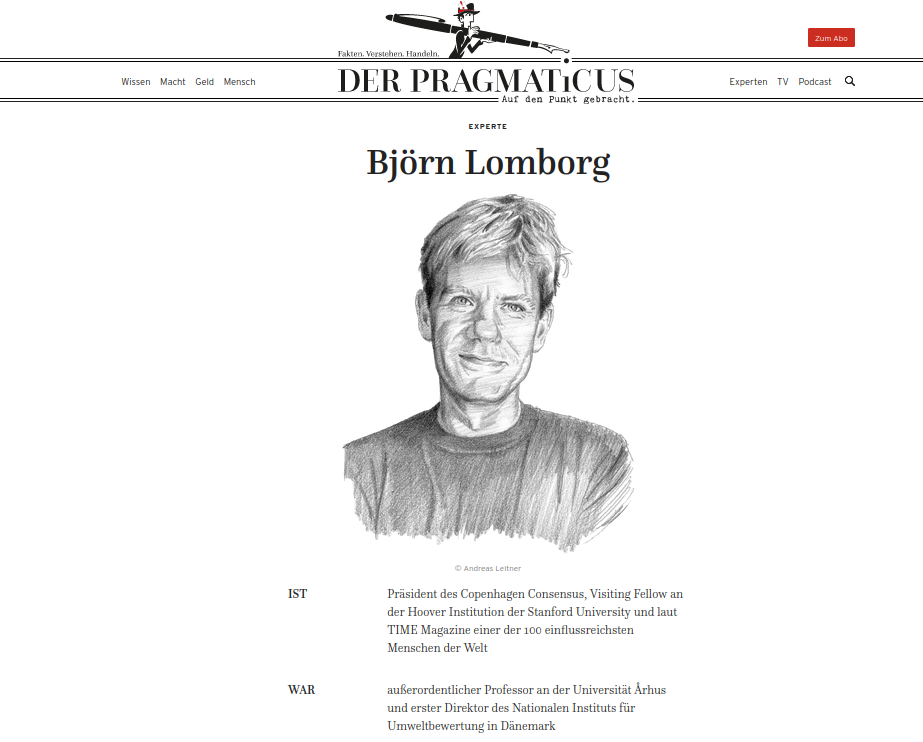 Fakten. Verstehen. Handeln.
Zum Abo
Wissen Macht Geld Mensch
DER PRAGMATiCUS
Experten TV Podcast
Auf den Punkt gebracht.
EXPERTE
Björn Lomborg
© Andreas Leitner
IST
Präsident des Copenhagen Consensus, Visiting Fellow an
der Hoover Institution der Stanford University und laut
TIME Magazine einer der 100 einflussreichsten
Menschen der Welt
WAR
außerordentlicher Professor an der Universität Århus
und erster Direktor des Nationalen Instituts für
Umweltbewertung in Dänemark